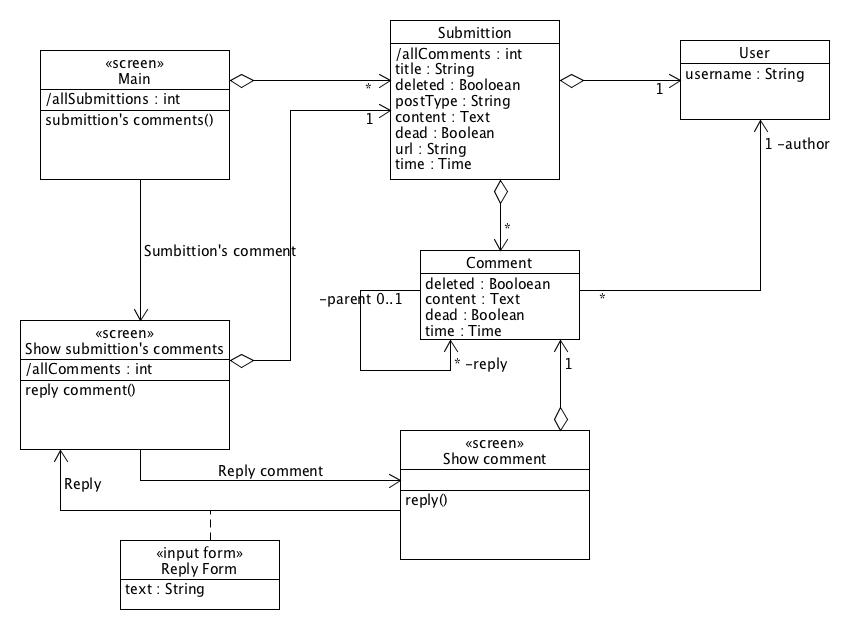 «screen»
Main
/allSubmittions : int
submittion's comments()
*
Submittion
/allComments : int
title : String
deleted : Booloean
postType : String
content : Text
dead : Boolean
url : String
time : Time
1
User
username : String
1
1 -author
Sumbittion's comment
*
Comment
deleted : Booloean
content : Text
dead : Boolean
time : Time
*
-parent 0..1
* -reply
1
«screen»
Show submittion's comments
/allComments : int
reply comment()
Reply comment
Reply
«screen»
Show comment
reply()
«input form»
Reply Form
text : String